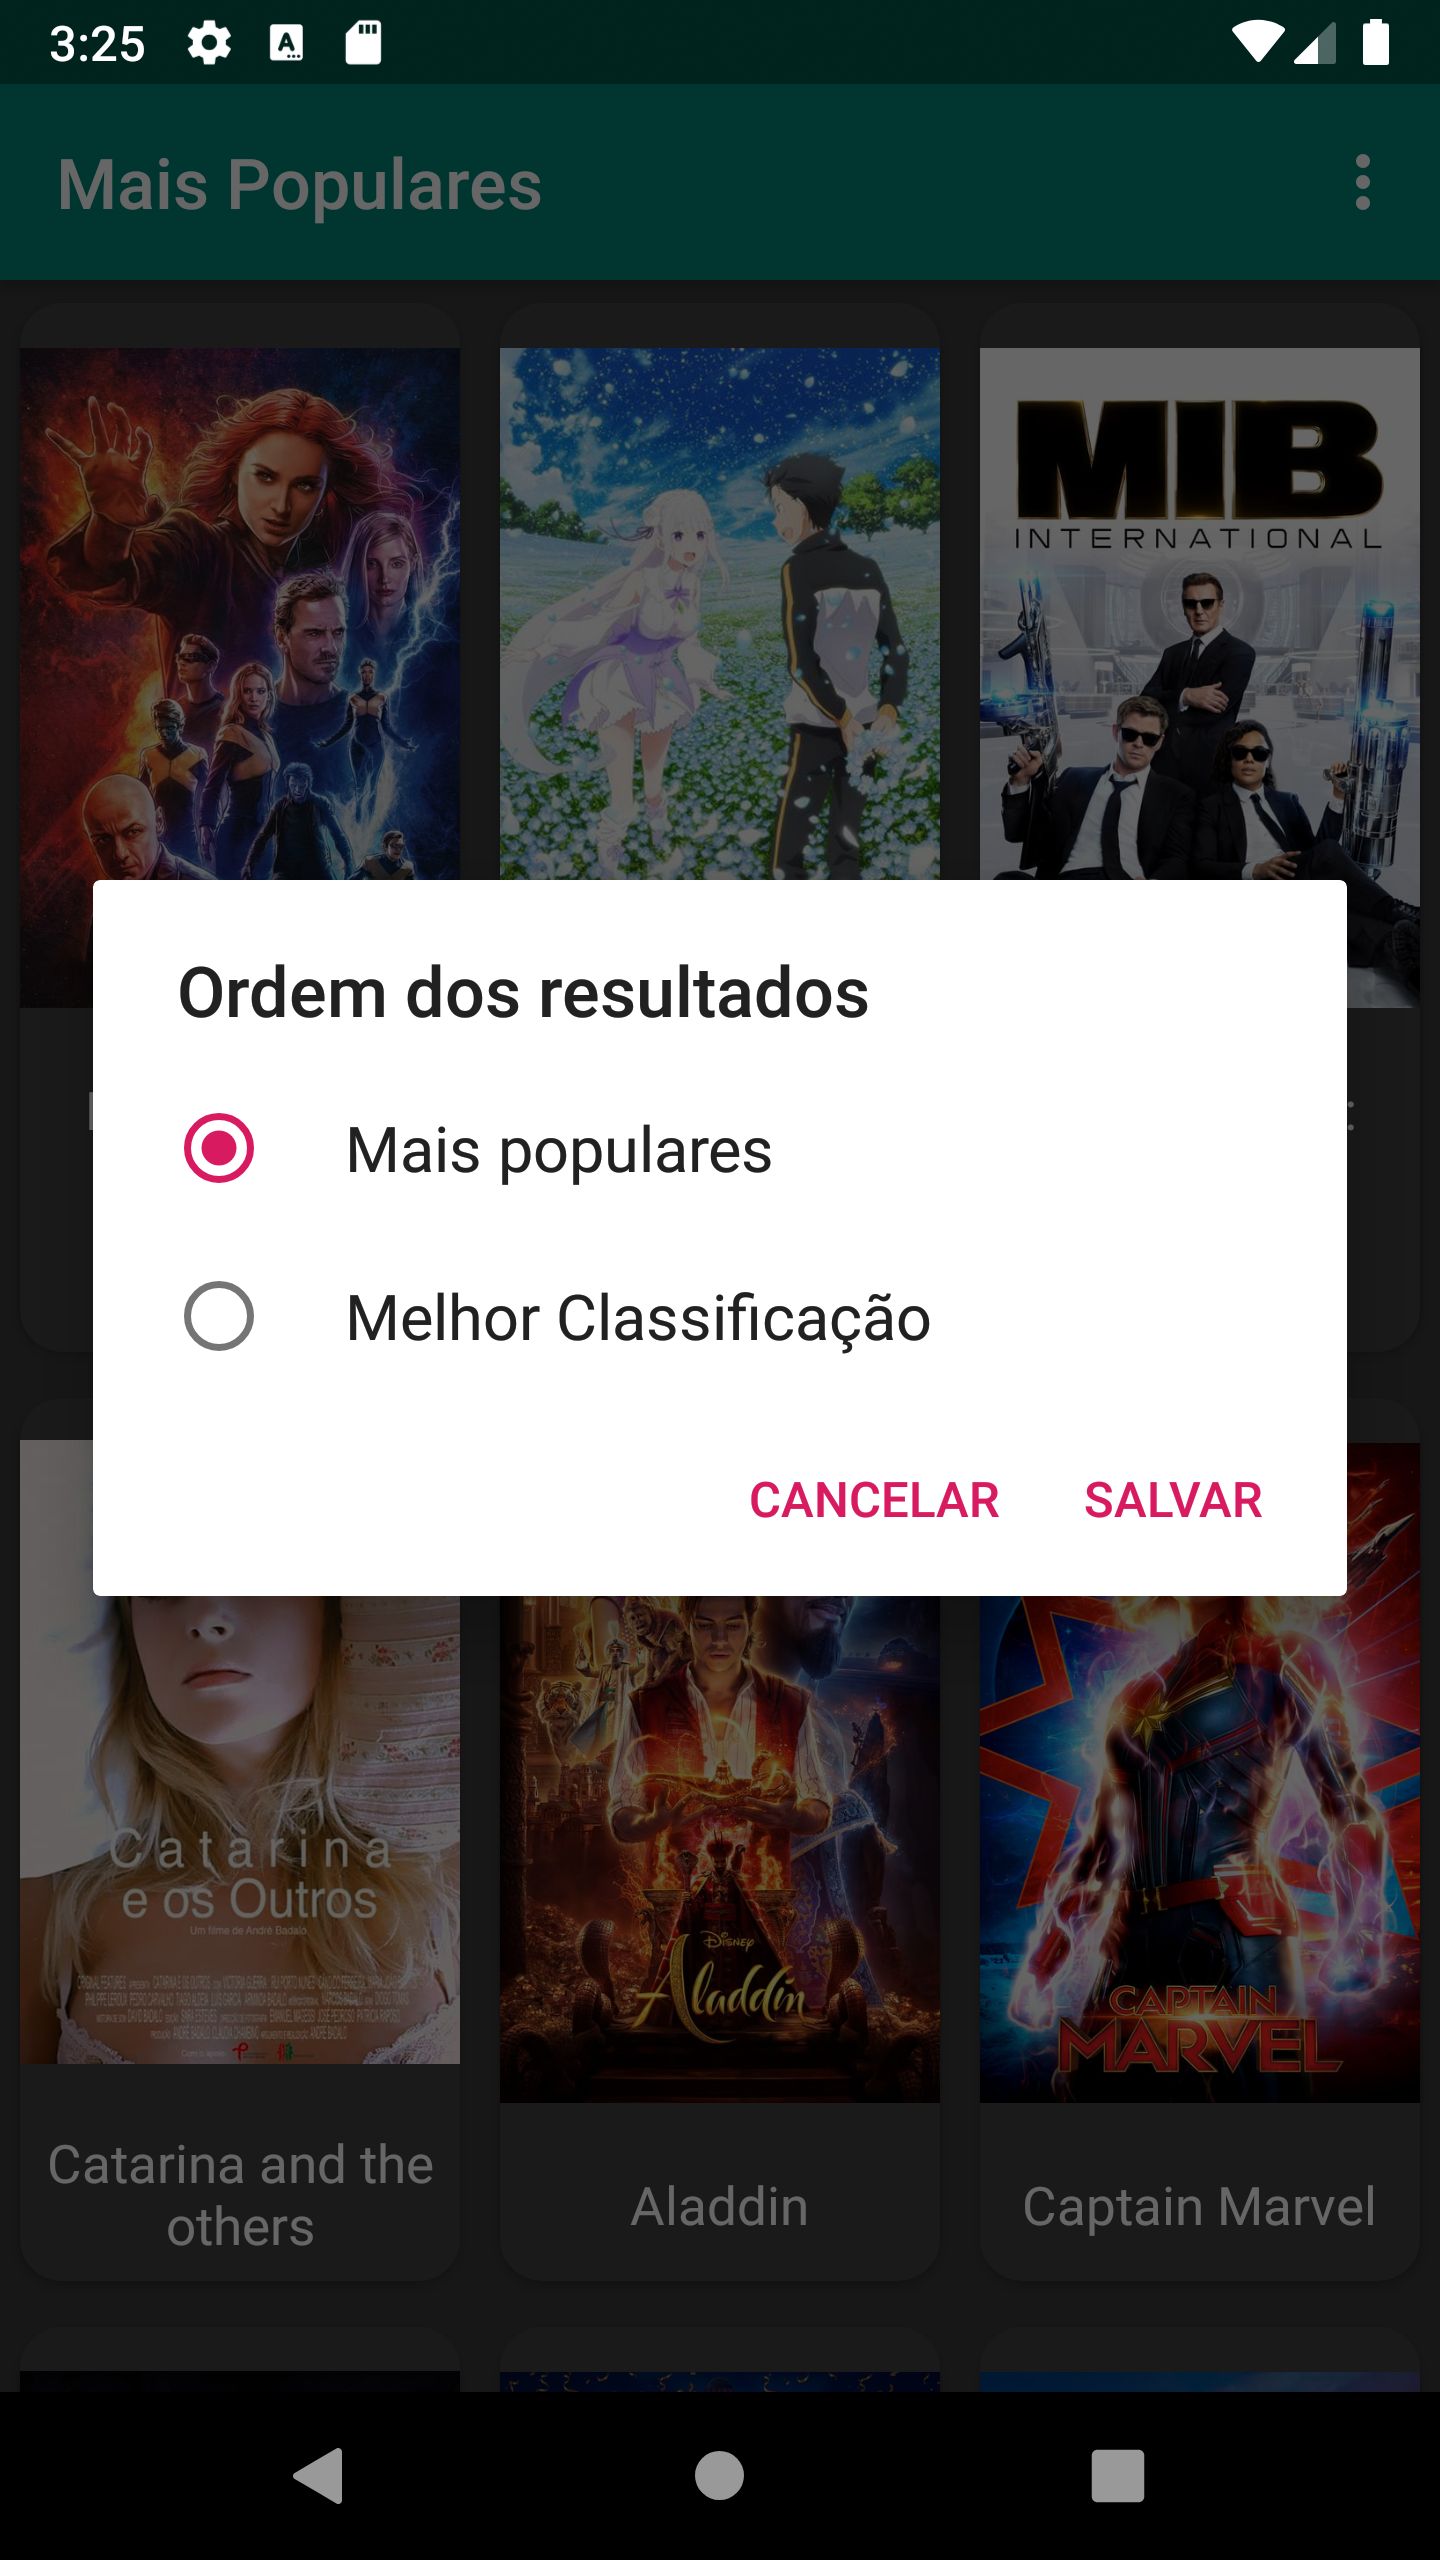 3:25
Mais Populares
MIB
INTERNATIONAL
Ordem dos resultados
Mais populares
Melhor Classificação
CANCELAR SALVAR
Catarina
e os Outros
Um filme de André Badalo
DISNEY
Aladdin
CAPTAIN
MARVEL
Catarina and the
others
Aladdin
Captain Marvel